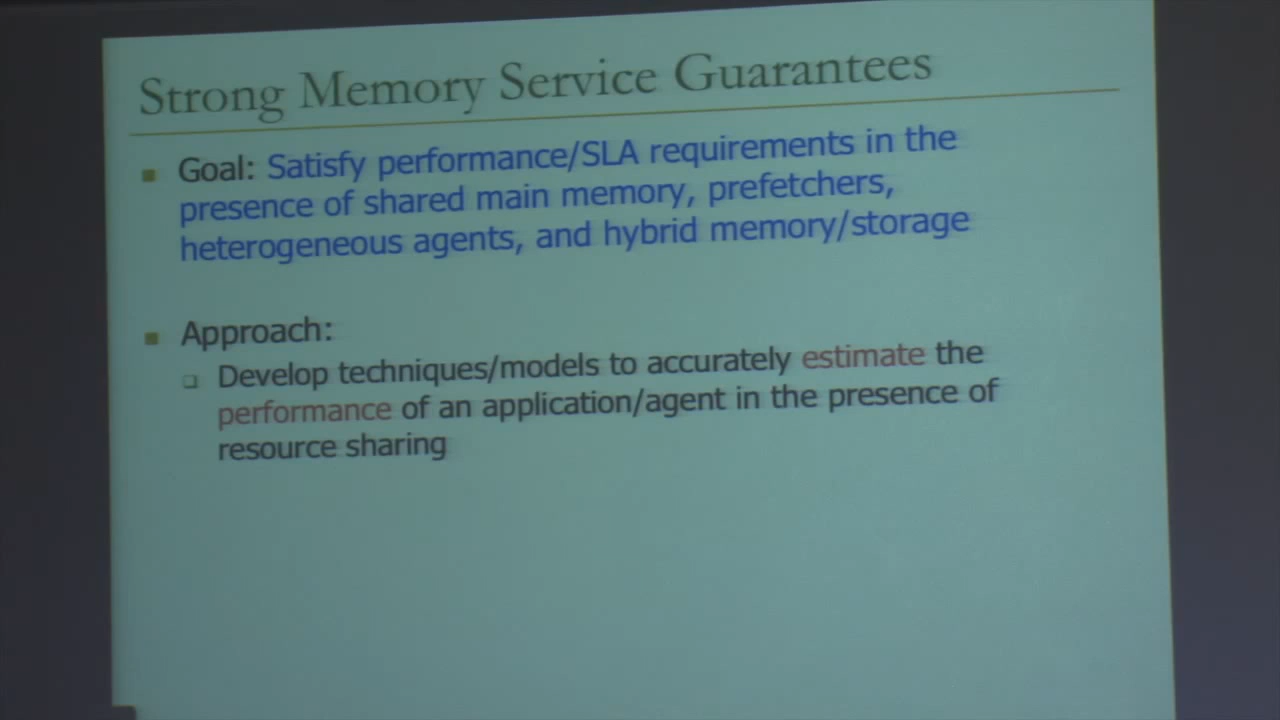 Strong Memory Service Guarantees
Goal: Satisfy performance/SLA requirements in the
presence of shared main memory, prefetchers,
heterogeneous agents, and hybrid memory/storage
Approach:
Develop techniques/models to accurately estimate the
performance of an application/agent in the presence of
resource sharing